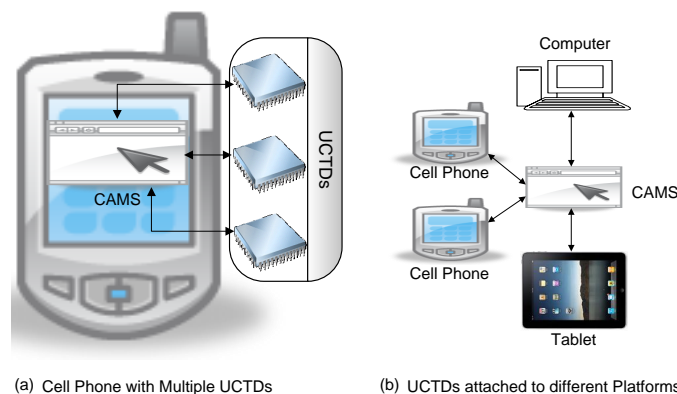 UCTDs
CAMS
(a) Cell Phone with Multiple UCTDs
Computer
Cell Phone
CAMS
Cell Phone
Tablet
(b) UCTDs attached to different Platforms